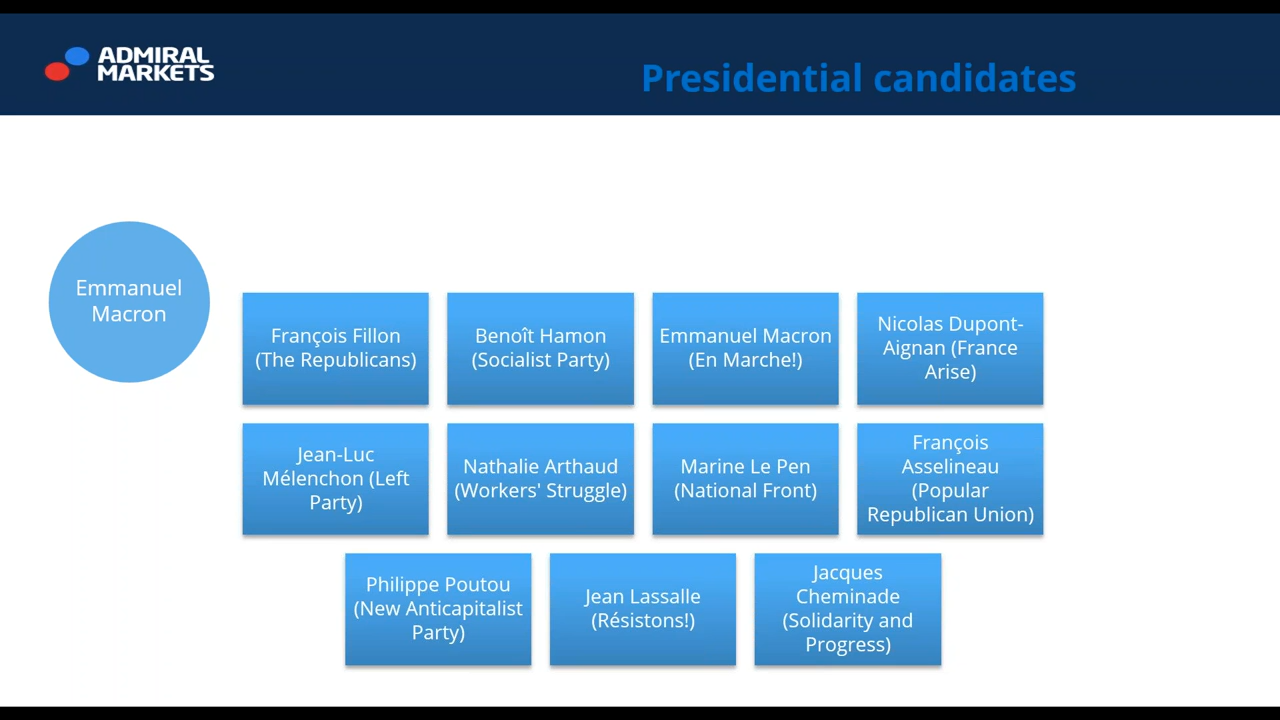 ADMIRAL
MARKETS
Presidential candidates
Emmanuel
Macron
François Fillon
(The Republicans)
Benoît Hamon
(Socialist Party)
Emmanuel Macron
(En Marche!)
Nicolas Dupont-
Aignan (France
Arise)
Jean-Luc
Mélenchon (Left
Party)
Nathalie Arthaud
(Workers' Struggle)
Marine Le Pen
(National Front)
François
Asselineau
(Popular
Republican Union)
Philippe Poutou
(New Anticapitalist
Party)
Jean Lassalle
(Résistons!)
Jacques
Cheminade
(Solidarity and
Progress)